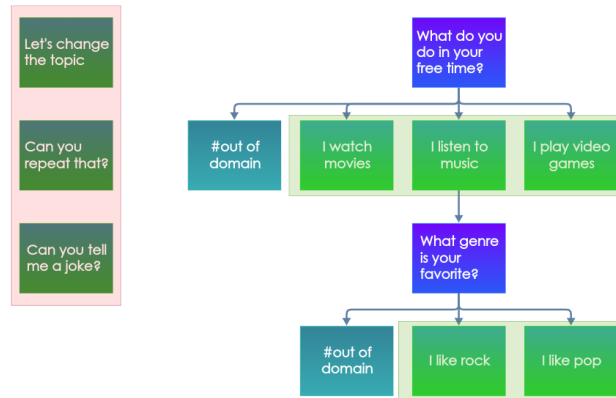 Let's change
the topic
Can you
repeat that?
Can you tell
me a joke?
What do you
do in your
free time?
#out of
domain
I watch
movies
I listen to
music
I play video
games
What genre
is your
favorite?
#out of
domain
I like rock
I like pop